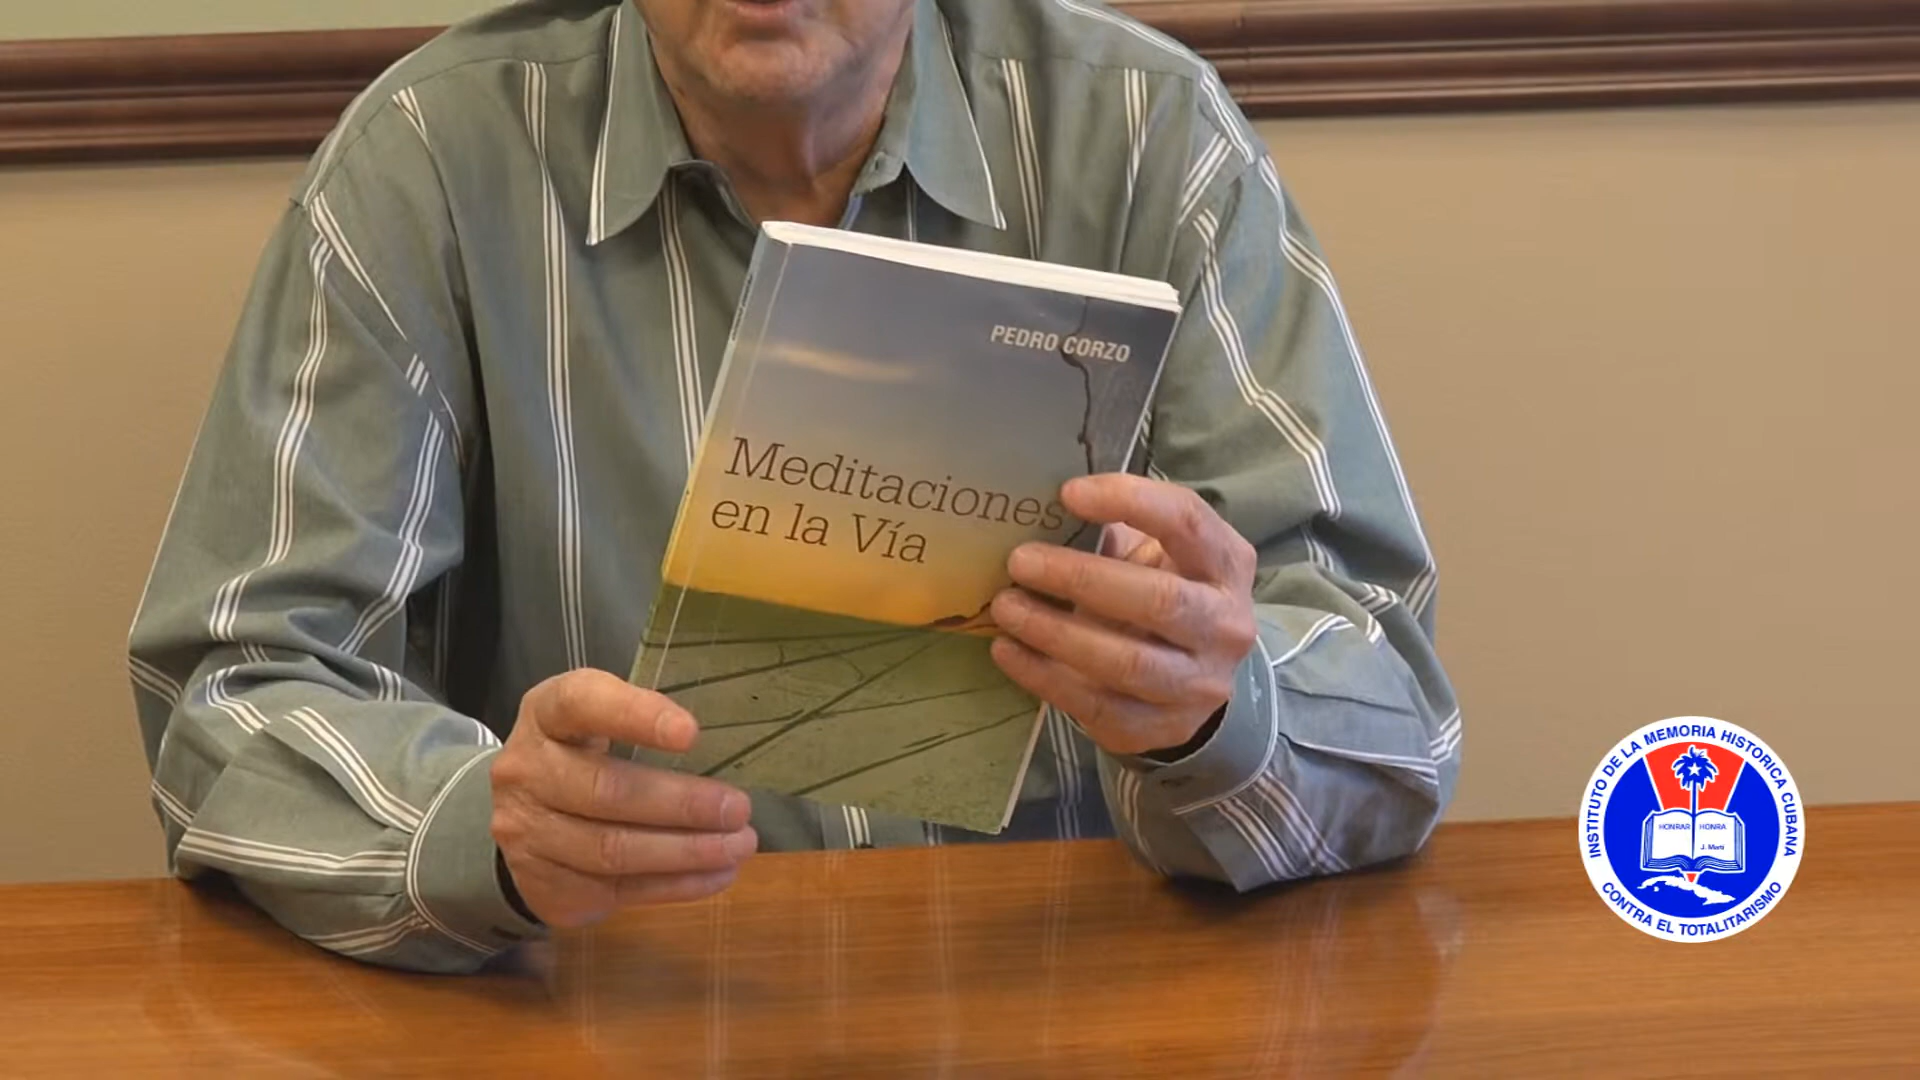 PEDRO CORZO
Meditaciones
en la Vía
INSTITUTO DE LA MEMORIA HISTORICA CUBANA
HONRAR HONRA
J. Martí
CONTRA EL TOTALITARISMO